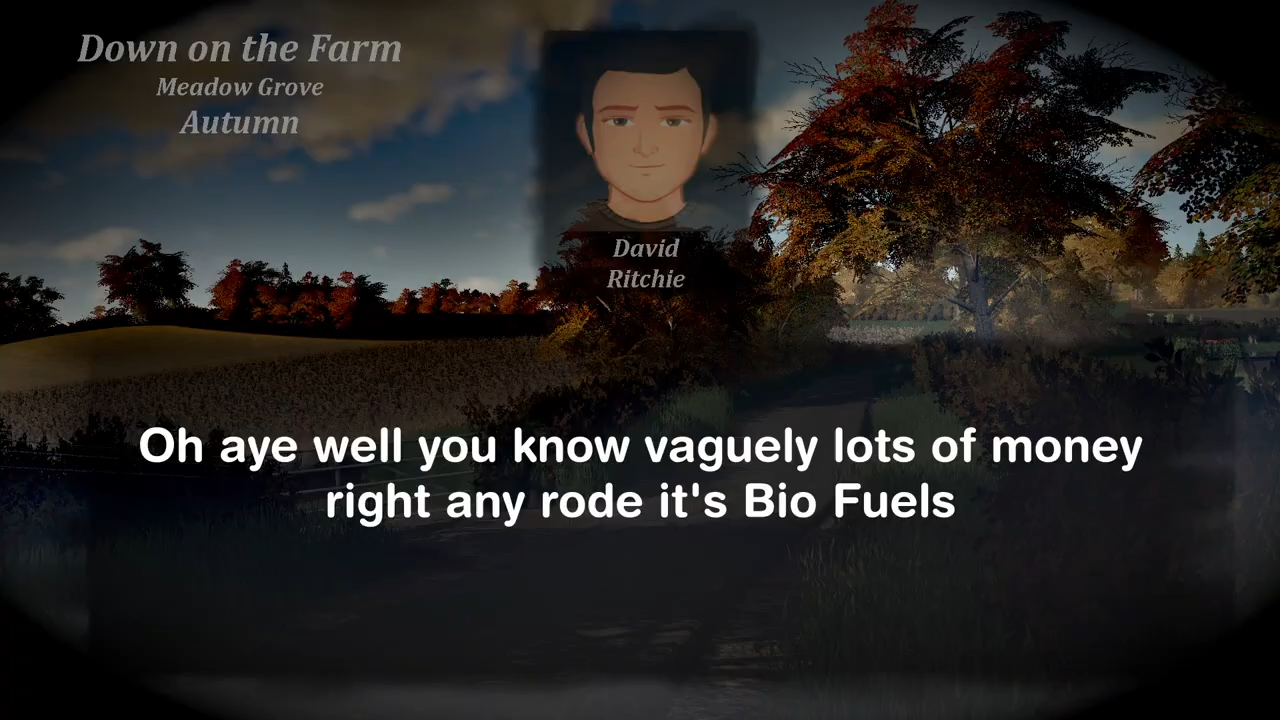 Down on the Farm
Meadow Grove
Autumn
David
Ritchie
Oh aye well you know vaguely lots of money
right any rode it's Bio Fuels